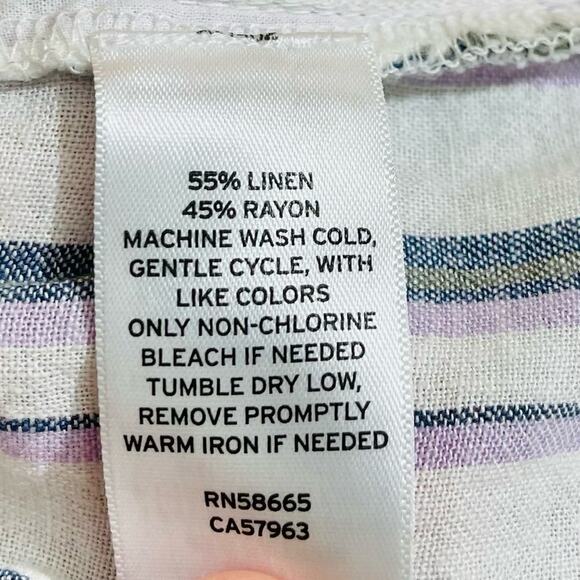 55% LINEN
45% RAYON
MACHINE WASH COLD,
GENTLE CYCLE, WITH
LIKE COLORS
ONLY NON-CHLORINE
BLEACH IF NEEDED
TUMBLE DRY LOW,
REMOVE PROMPTLY
WARM IRON IF NEEDED
RN58665
CA57963